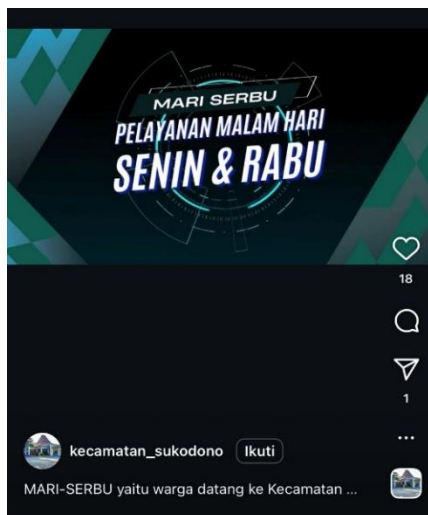 MARI SERBU
PELAYANAN MALAM HARI
SENIN & RABU
18
1
kecamatan_sukodono
Ikuti
MARI-SERBU yaitu warga datang ke Kecamatan ...